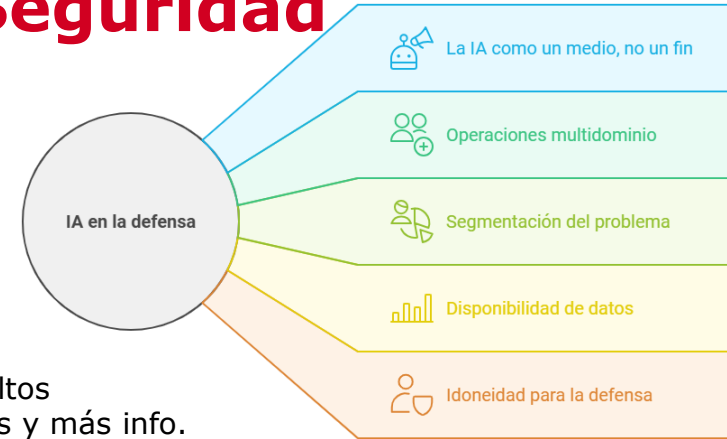 Seguridad
La IA como un medio, no un fin
Operaciones multidominio
IA en la defensa
Segmentación del problema
Disponibilidad de datos
Idoneidad para la defensa
y más info.